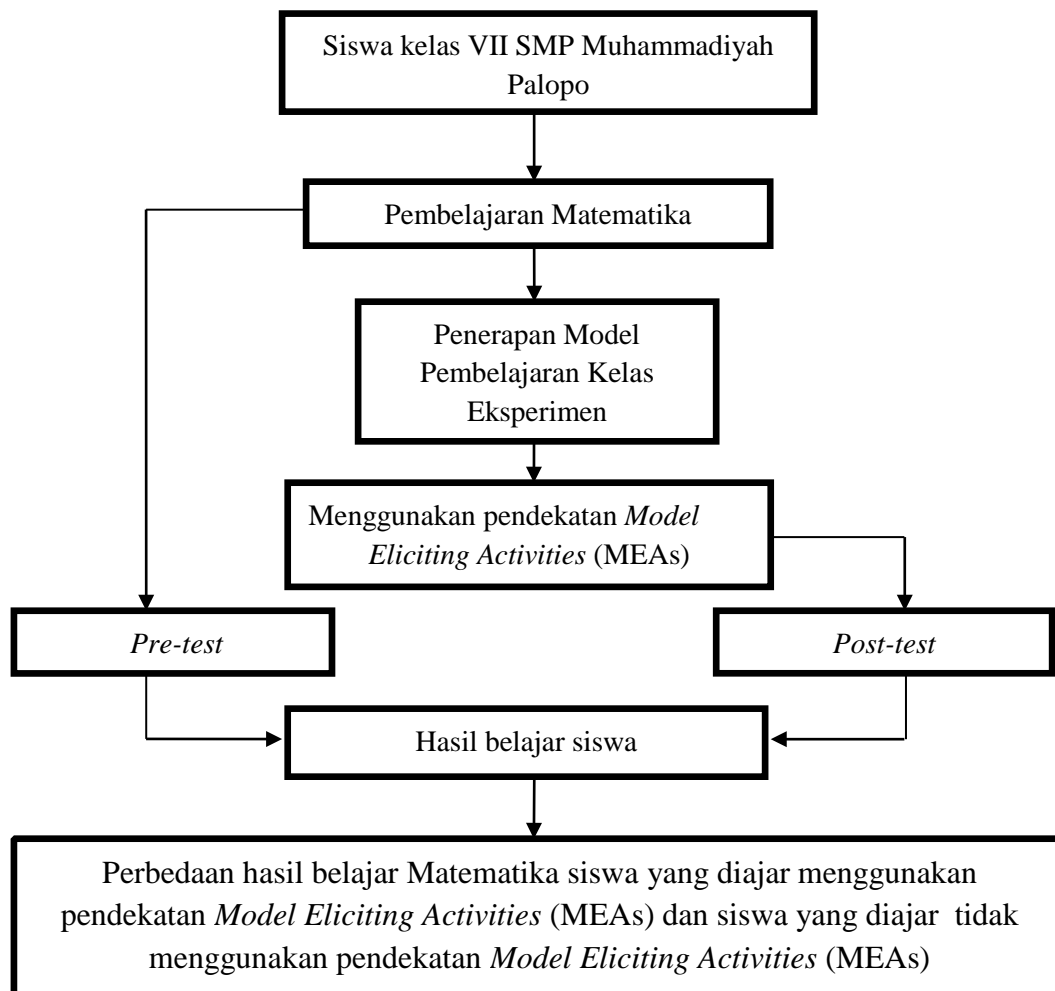 Siswa kelas VII SMP Muhammadiyah
Palopo
Pembelajaran Matematika
Penerapan Model
Pembelajaran Kelas
Eksperimen
Menggunakan pendekatan Model
Eliciting Activities (MEAs)
Pre-test
Post-test
Hasil belajar siswa
Perbedaan hasil belajar Matematika siswa yang diajar menggunakan
pendekatan Model Eliciting Activities (MEAs) dan siswa yang diajar tidak
menggunakan pendekatan Model Eliciting Activities (MEAs)